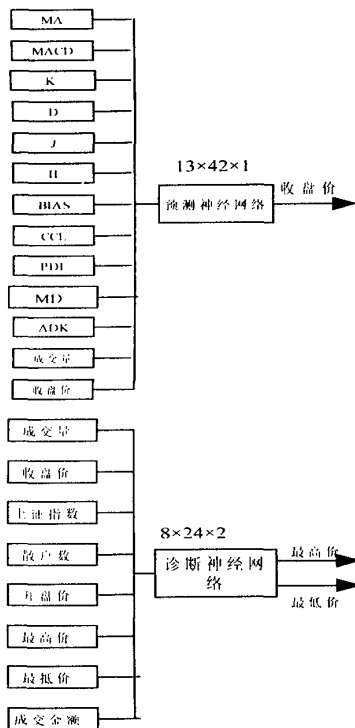 MA
MACD
K
D
J
H
BIAS
CCL
PDI
MD
ADK
成交量
收盘价
13×42×1
预测神经网络
收盘价
成交量
收盘价
上证指数
散户数
开盘价
最高价
最抵价
成交金额
8×24×2
诊断神经网
络
最高价
最低价